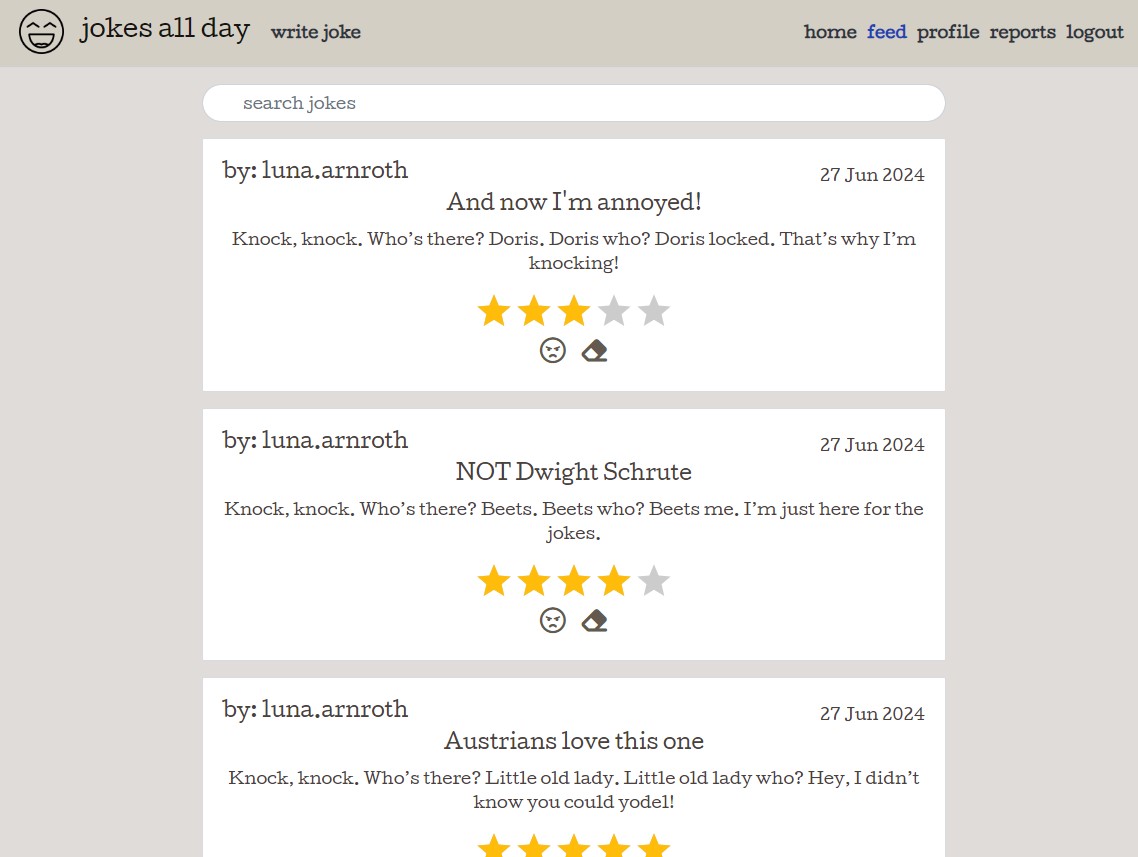 jokes all day write joke home feed profile reports logout
search jokes
by: luna.arnroth 27 Jun 2024
And now I'm annoyed!
Knock, knock. Who’s there? Doris. Doris who? Doris locked. That’s why I’m
knocking!
by: luna.arnroth 27 Jun 2024
NOT Dwight Schrute
Knock, knock. Who’s there? Beets. Beets who? Beets me. I’m just here for the
jokes.
by: luna.arnroth 27 Jun 2024
Austrians love this one
Knock, knock. Who’s there? Little old lady. Little old lady who? Hey, I didn’t
know you could yodel!